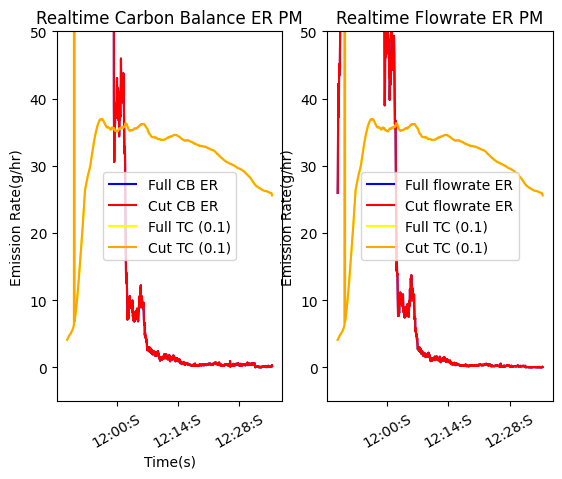 Realtime Carbon Balance ER PM
Realtime Flowrate ER PM
Emission Rate(g/hr)
50
40
30
20
10
0
Full CB ER
Cut CB ER
Full TC (0.1)
Cut TC (0.1)
12:00:S
12:14:S
12:28:S
Time(s)
Emission Rate(g/hr)
50
40
30
20
10
0
Full flowrate ER
Cut flowrate ER
Full TC (0.1)
Cut TC (0.1)
12:00:S
12:14:S
12:28:S